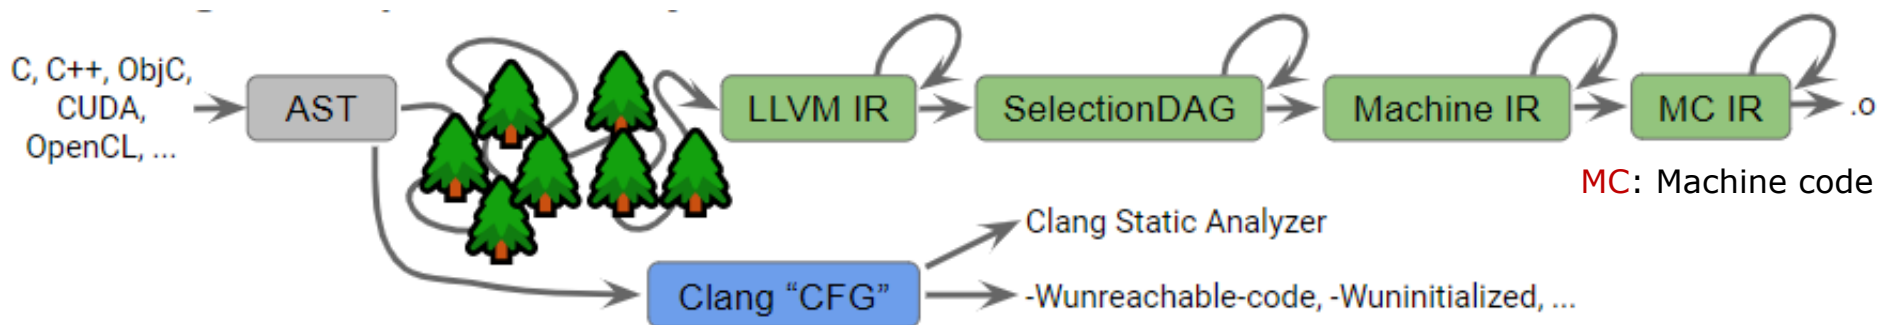 C, C++, ObjC,
CUDA,
OpenCL, ...
AST
LLVM IR
SelectionDAG
Machine IR
MC IR
.o
MC: Machine code
Clang Static Analyzer
Clang “CFG”
-Wunreachable-code, -Wuninitialized, ...